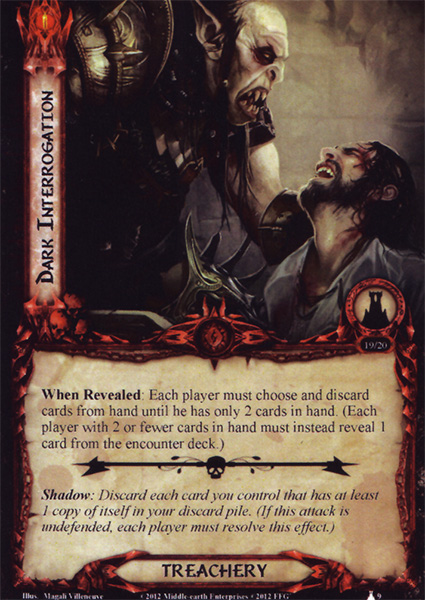 DARK INTERROGATION
19/20
When Revealed: Each player must choose and discard
cards from hand until he has only 2 cards in hand. (Each
player with 2 or fewer cards in hand must instead reveal 1
card from the encounter deck.)
Shadow: Discard each card you control that has at least
1 copy of itself in your discard pile. (If this attack is
undefended, each player must resolve this effect.)
TREACHERY
Illus. Magali Villeneuve
©2012 Middle-earth Enterprises ©2012 FFG
9